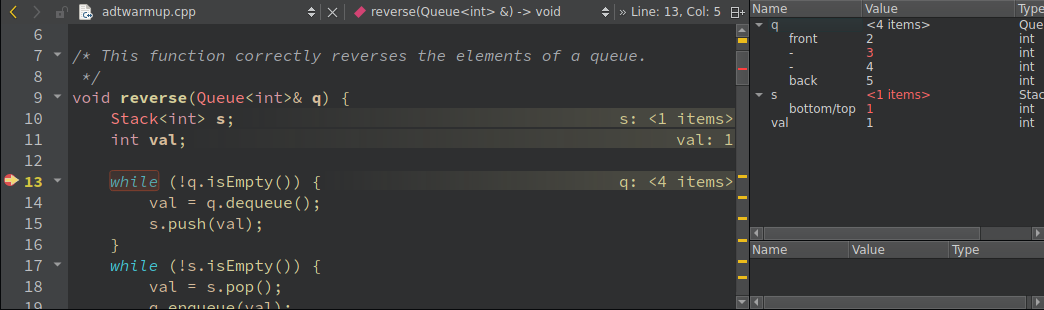 adtwarmup.cpp reverse(Queue<int> &) -> void » Line: 13, Col: 5
6
7 /* This function correctly reverses the elements of a queue.
8 */
9 void reverse(Queue<int>& q) {
10 Stack<int> s; s: <1 items>
11 int val; val: 1
12
13 while (!q.isEmpty()) { q: <4 items>
14 val = q.dequeue();
15 s.push(val);
16 }
17 while (!s.isEmpty()) {
18 val = s.pop();
19 q.enqueue(val);
Name Value Type
q <4 items> Que
front 2 int
- 3 int
- 4 int
back 5 int
s <1 items> Stac
bottom/top 1 int
val 1 int
Name Value Type